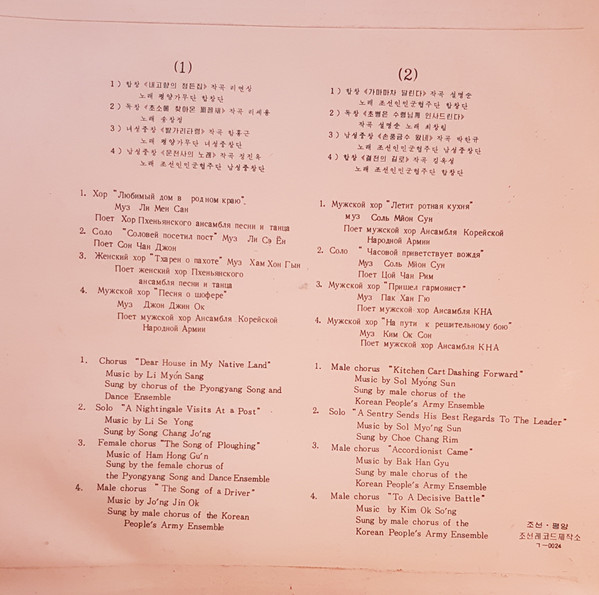 (1)
1) 합창 《내고향의 정든집》 작곡 리면상
노래 평양가무단 합창단
2) 독창 《초소에 찾아온 꾀꼴새》 작곡 리세용
노래 송창정
3) 녀성중창 《밭갈이타령》 작곡 함흥근
노래 평양가무단 녀성중창단
4) 남성중창 《운전사의 노래》 작곡 정진옥
노래 조선인민군협주단 남성중창단
1. Хор "Любимый дом в родном краю".
Муз Ли Мен Сан
Поет Хор Пхеньянского ансамбля песни и танца
2. Соло "Соловей посетил пост" Муз Ли Сэ Ён
Поет Сон Чан Джон
3. Женский хор "Тхарен о пахоте" Муз Хам Хон Гын
Поет женский хор Пхеньянского
ансамбля песни и танца
4. Мужской хор "Песня о шофере"
Муз Джон Джин Ок
Поет мужской хор Ансамбля Корейской
Народной Армии
1. Chorus "Dear House in My Native Land"
Music by Li Myŏn Sang
Sung by chorus of the Pyongyang Song and
Dance Ensemble
2. Solo "A Nightingale Visits At a Post"
Music by Li Se Yong
Sung by Song Chang Jo'ng
3. Female chorus "The Song of Ploughing"
Music of Ham Hong Gu'n
Sung by the female chorus of
the Pyongyang Song and Dance Ensemble
4. Male chorus "The Song of a Driver"
Music by Jo'ng Jin Ok
Sung by male chorus of the Korean
People's Army Ensemble
(2)
1) 합창 《가마마차 달린다》 작곡 설명순
노래 조선인민군협주단 합창단
2) 독창 《초병은 수령님께 인사드린다》
작곡 설명순 노래 최창림
3) 남성중창 《손풍금수 왔네》 작곡 박한규
노래 조선인민군협주단 남성중창단
4) 합창 《결전의 길로》 작곡 김옥성
노래 조선인민군협주단 합창단
1. Мужской хор "Летит ротная кухня"
муз Соль Мйон Сун
Поет мужской хор Ансамбля Корейской
Народной Армии
2. Соло "Часовой приветствует вождя"
Муз Соль Мйон Сун
Поет Цой Чан Рим
3. Мужской хор "Пришел гармонист"
Муз Пак Хан Гю
Поет мужской хор Ансамбля КНА
4. Мужской хор "На пути к решительному бою"
Муз Ким Ок Сон
Поет мужской хор Ансамбля КНА
1. Male chorus "Kitchen Cart Dashing Forward"
Music by Sol Myŏng Sun
Sung by male chorus of the
Korean People's Army Ensemble
2. Solo "A Sentry Sends His Best Regards To The Leader"
Music by Sol Myo'ng Sun
Sung by Choe Chang Rim
3. Male chorus "Accordionist Came"
Music by Bak Han Gyu
Sung by male chorus of the
Korean People's Army Ensemble
4. Male chorus "To A Decisive Battle"
Music by Kim Ok So'ng
Sung by male chorus of the
Korean People's Army Ensemble
조선·평양
조선레코드제작소
ㄱ—0024